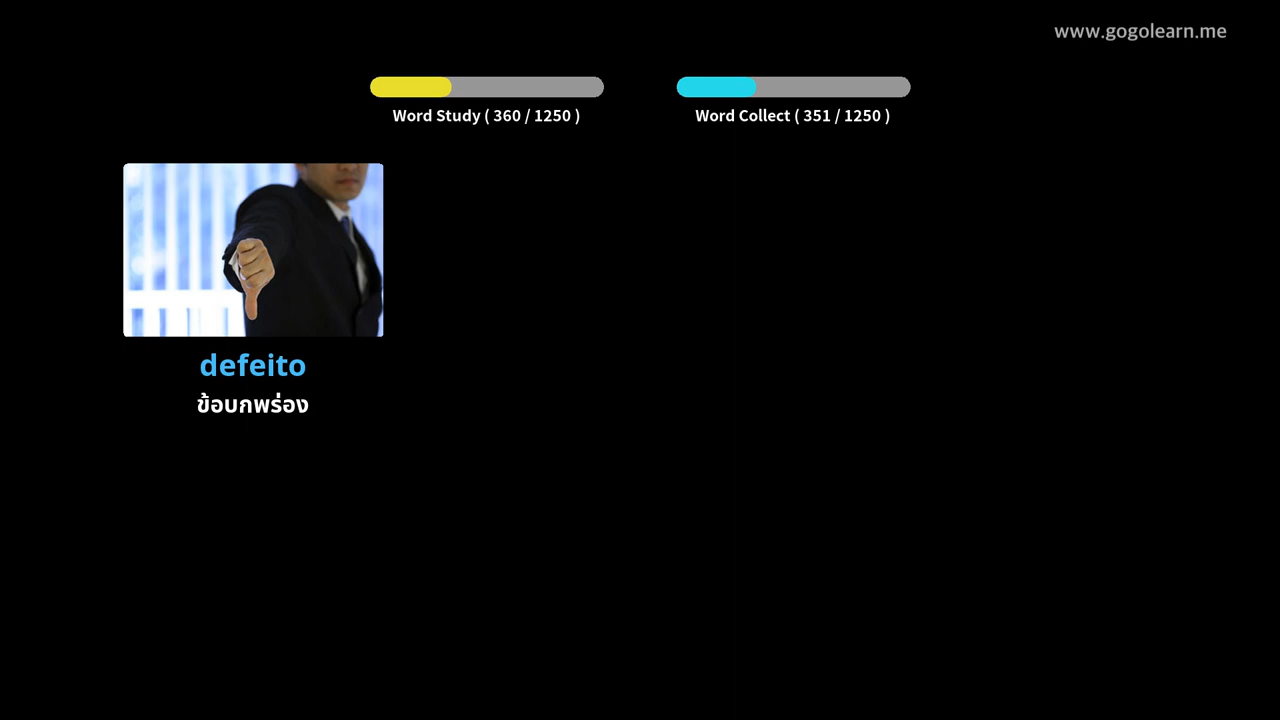 www.gogolearn.me
Word Study ( 360 / 1250 )
Word Collect ( 351 / 1250 )
defeito
ข้อบกพร่อง